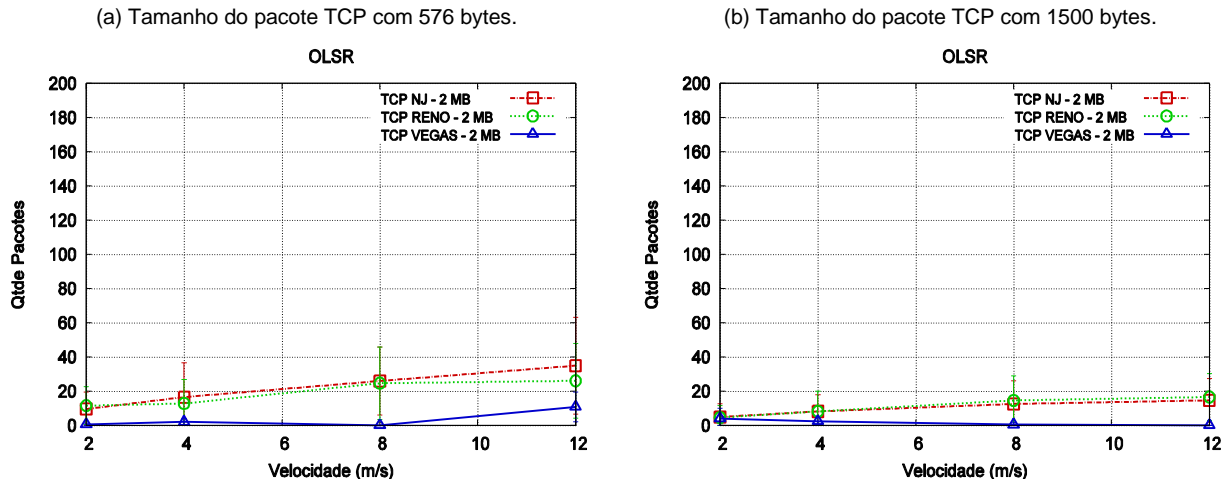 (a) Tamanho do pacote TCP com 576 bytes.
(b) Tamanho do pacote TCP com 1500 bytes.
OLSR
200
180
160
140
120
100
80
60
40
20
0
Qtde Pacotes
TCP NJ - 2 MB
TCP RENO - 2 MB
TCP VEGAS - 2 MB
2 4 6 8 10 12
Velocidade (m/s)
OLSR
200
180
160
140
120
100
80
60
40
20
0
Qtde Pacotes
TCP NJ - 2 MB
TCP RENO - 2 MB
TCP VEGAS - 2 MB
2 4 6 8 10 12
Velocidade (m/s)